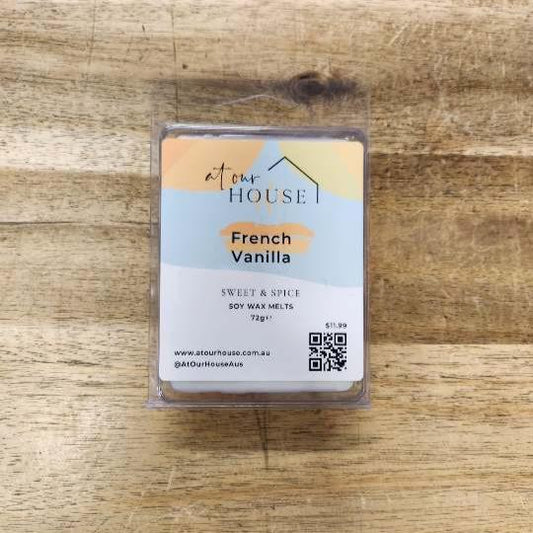 at our
HOUSE
French
Vanilla
SWEET & SPICE
SOY WAX MELTS
72g℮
$11.99
www.atourhouse.com.au
@AtOurHouseAus